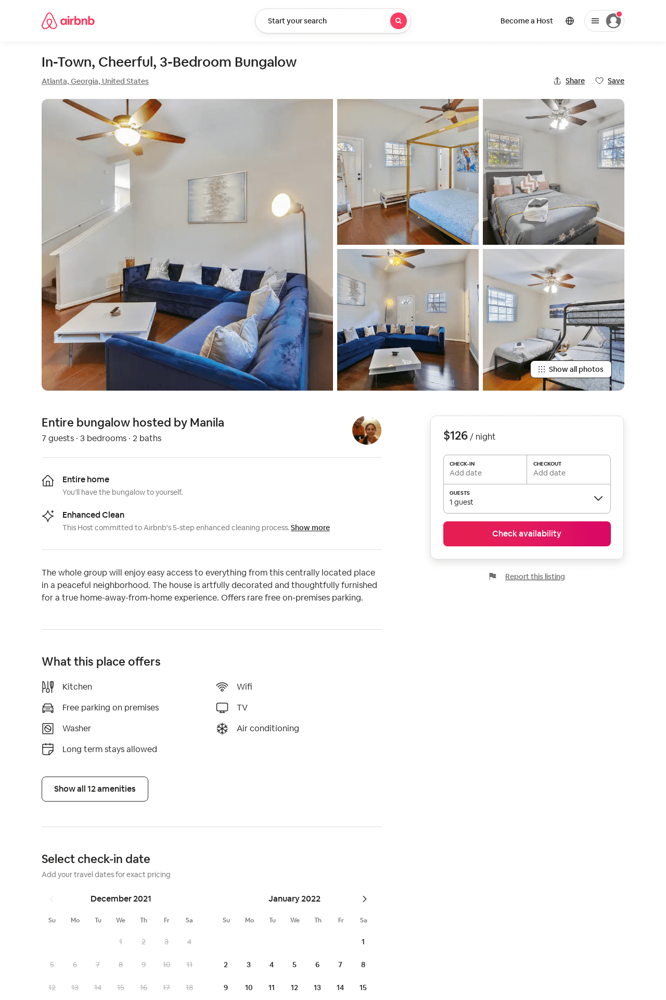 airbnb
Start your search
Become a Host
In-Town, Cheerful, 3-Bedroom Bungalow
Atlanta, Georgia, United States
Share
Save
Show all photos
Entire bungalow hosted by Manila
7 guests · 3 bedrooms · 2 baths
Entire home
You'll have the bungalow to yourself.
Enhanced Clean
This Host committed to Airbnb's 5-step enhanced cleaning process. Show more
$126 / night
CHECK-IN
Add date
CHECKOUT
Add date
GUESTS
1 guest
Check availability
Report this listing
The whole group will enjoy easy access to everything from this centrally located place
in a peaceful neighborhood. The house is artfully decorated and thoughtfully furnished
for a true home-away-from-home experience. Offers rare free on-premises parking.
What this place offers
Kitchen
Wifi
Free parking on premises
TV
Washer
Air conditioning
Long term stays allowed
Show all 12 amenities
Select check-in date
Add your travel dates for exact pricing
December 2021
Su Mo Tu We Th Fr Sa
1 2 3 4
5 6 7 8 9 10 11
12 13 14 15 16 17 18
January 2022
Su Mo Tu We Th Fr Sa
1
2 3 4 5 6 7 8
9 10 11 12 13 14 15